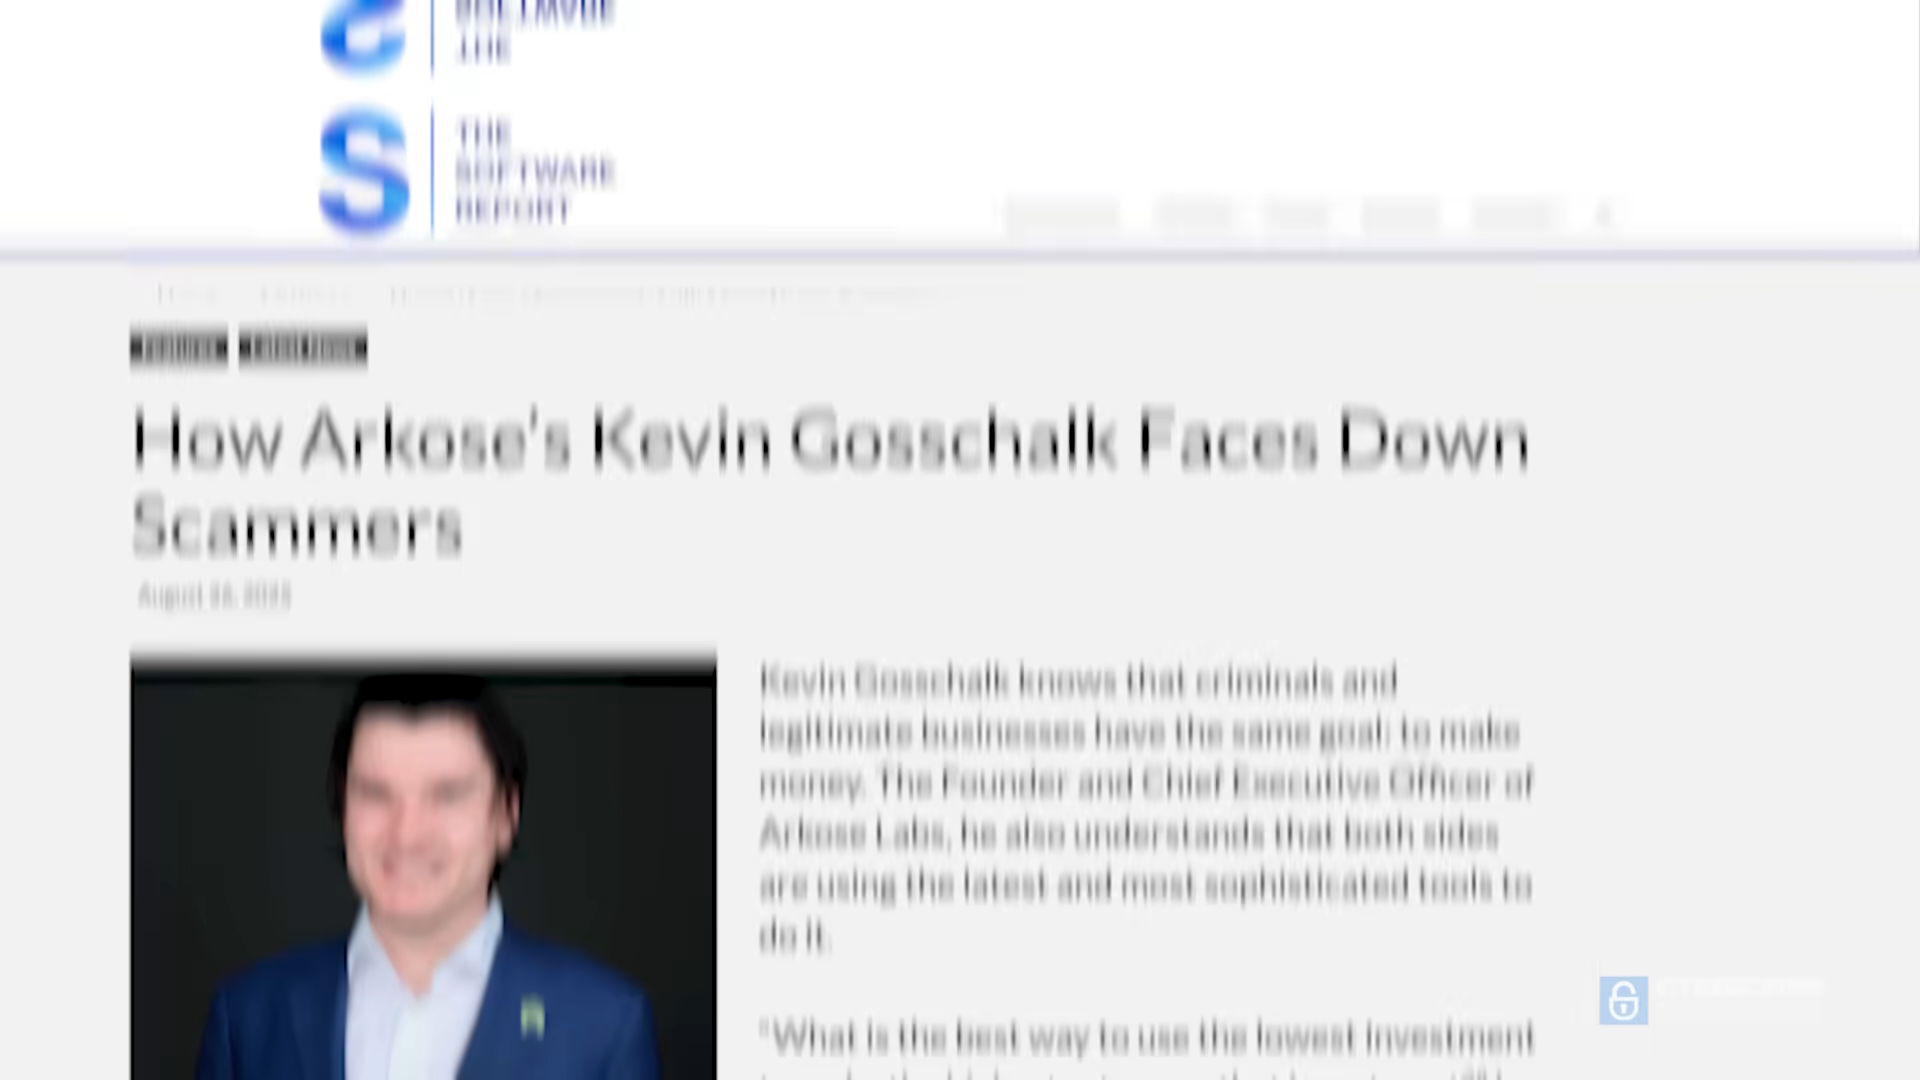 THE
THE
SOFTWARE
REPORT
How Arkose's Kevin Gosschalk Faces Down
Scammers
August
Kevin Gosschalk knows that criminals and
legitimate businesses have the same goal: to make
money. The Founder and Chief Executive Officer of
Arkose Labs, he also understands that both sides
are using the latest and most sophisticated tools to
do it.
"What is the best way to use the lowest investment